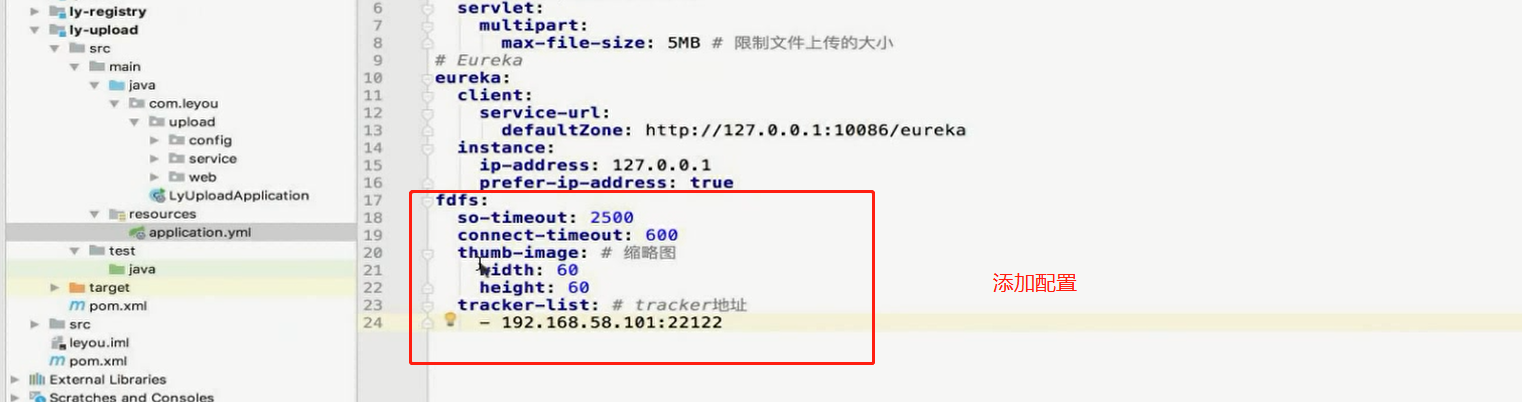 ly-registry
ly-upload
src
main
java
com.leyou
upload
config
service
web
LyUploadApplication
resources
application.yml
test
java
target
pom.xml
src
leyou.iml
pom.xml
External Libraries
Scratches and Consoles
6 servlet:
7 multipart:
8 max-file-size: 5MB # 限制文件上传的大小
9 # Eureka
10 eureka:
11 client:
12 service-url:
13 defaultZone: http://127.0.0.1:10086/eureka
14 instance:
15 ip-address: 127.0.0.1
16 prefer-ip-address: true
17 fdfs:
18 so-timeout: 2500
19 connect-timeout: 600
20 thumb-image: # 缩略图
21 width: 60
22 height: 60
23 tracker-list: # tracker地址
24 - 192.168.58.101:22122
添加配置